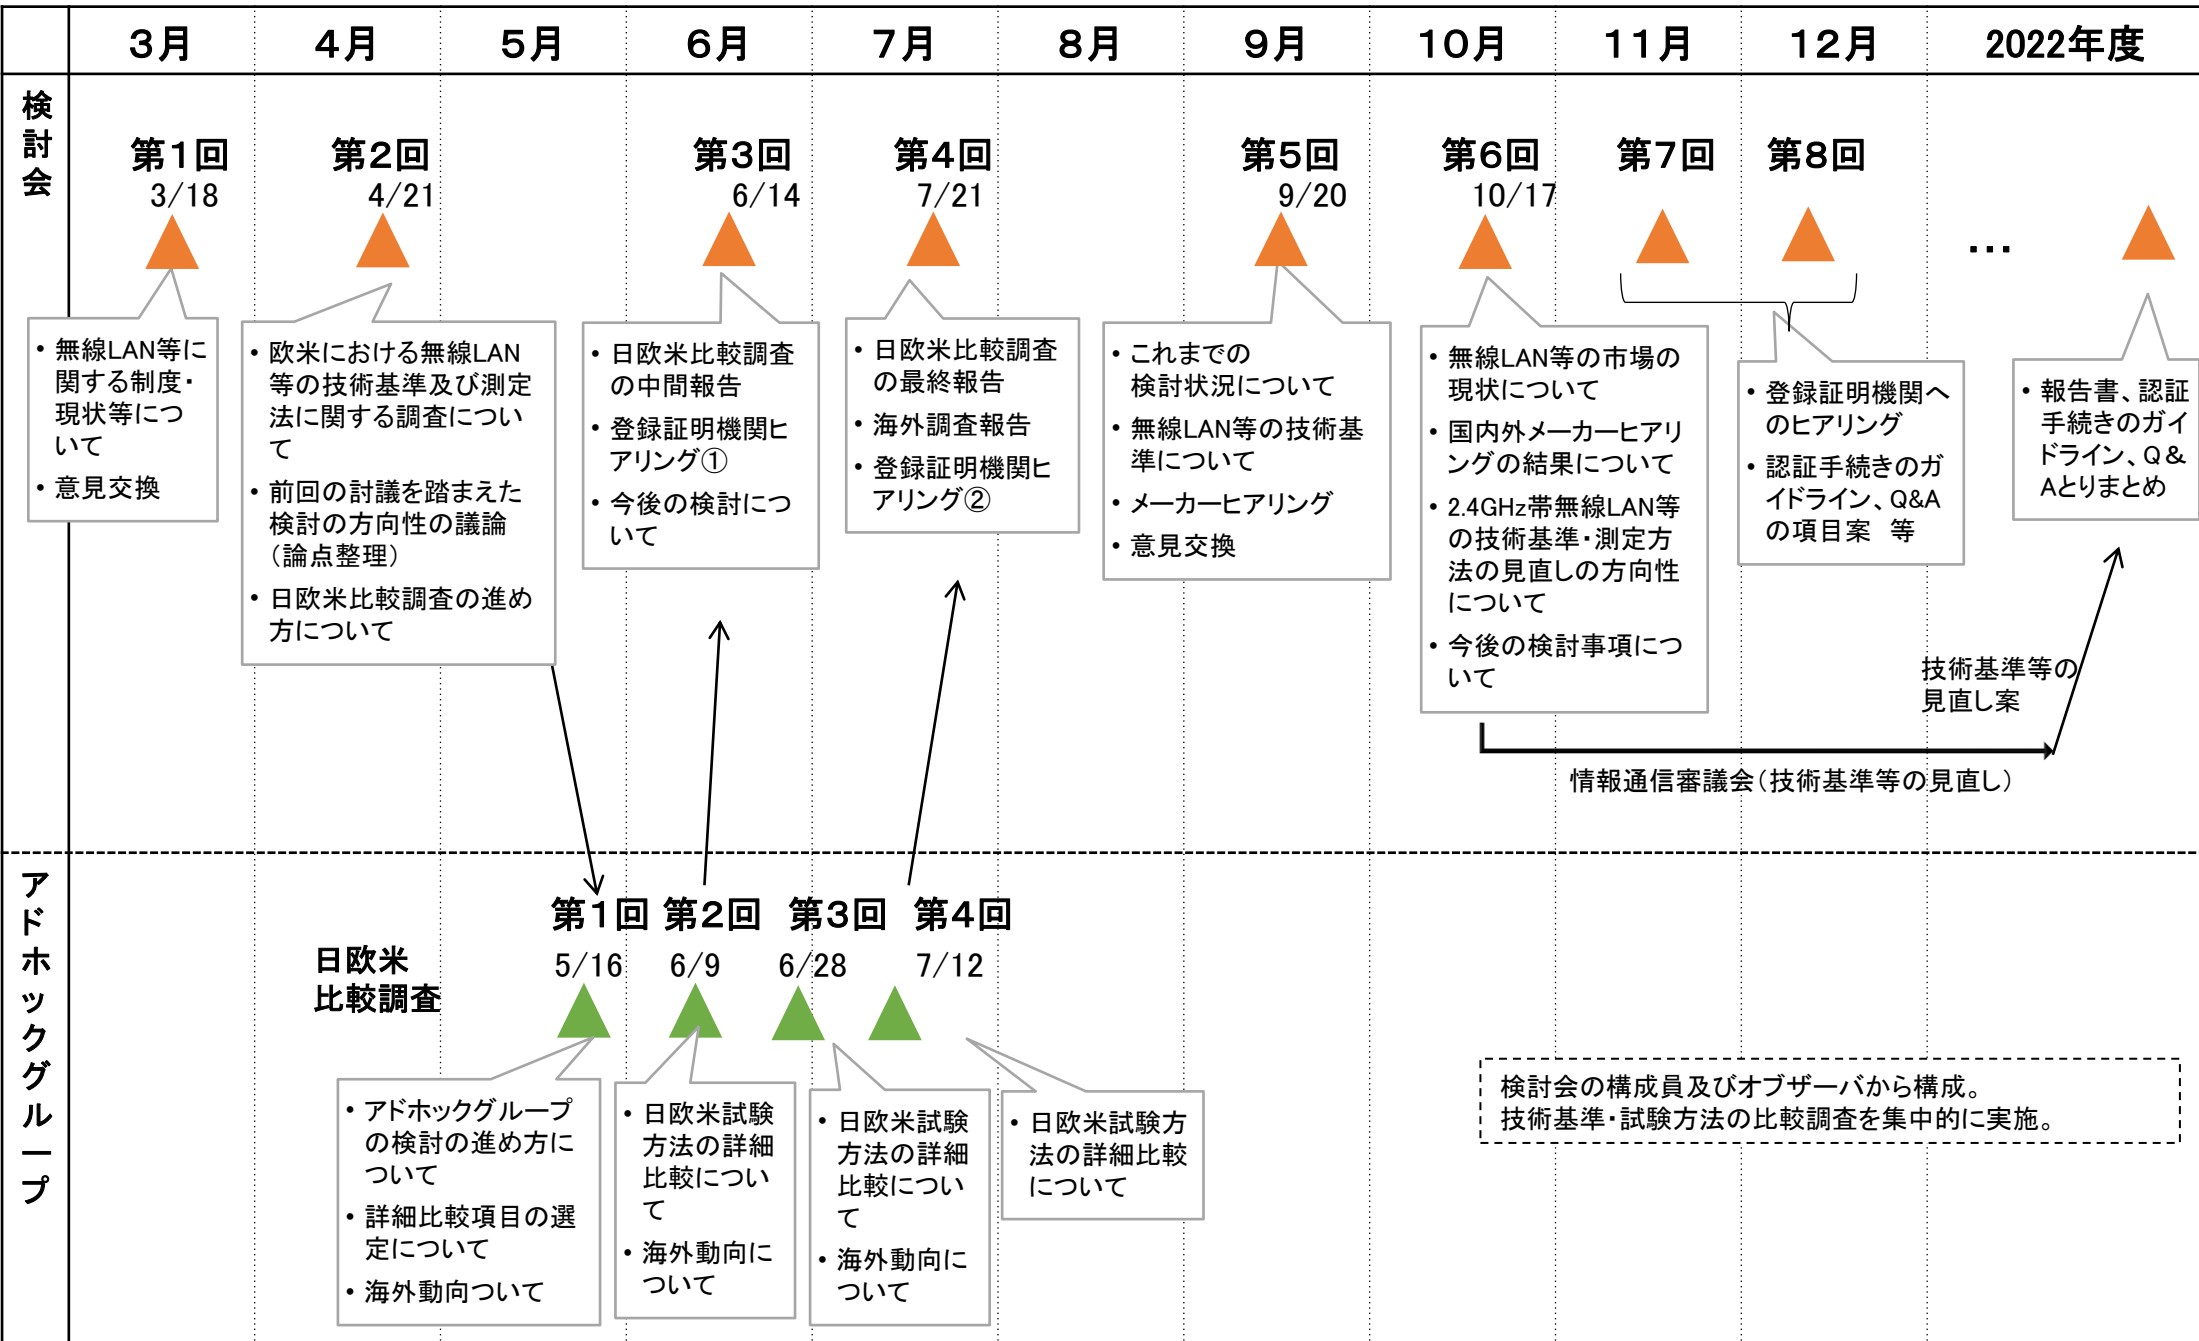 3月
4月
5月
6月
7月
8月
9月
10月
11月
12月
2022年度
検討会
第1回
3/18
第2回
4/21
第3回
6/14
第4回
7/21
第5回
9/20
第6回
10/17
第7回
第8回
…
• 無線LAN等に
関する制度・
現状等につ
いて
• 意見交換
• 欧米における無線LAN
等の技術基準及び測定
法に関する調査につい
て
• 前回の討議を踏まえた
検討の方向性の議論
（論点整理）
• 日欧米比較調査の進め
方について
• 日欧米比較調査
の中間報告
• 登録証明機関ヒ
アリング①
• 今後の検討につ
いて
• 日欧米比較調査
の最終報告
• 海外調査報告
• 登録証明機関ヒ
アリング②
• これまでの
検討状況について
• 無線LAN等の技術基
準について
• メーカーヒアリング
• 意見交換
• 無線LAN等の市場の
現状について
• 国内外メーカーヒアリ
ングの結果について
• 2.4GHz帯無線LAN等
の技術基準・測定方
法の見直しの方向性
について
• 今後の検討事項につ
いて
• 登録証明機関へ
のヒアリング
• 認証手続きのガ
イドライン、Q&A
の項目案　等
• 報告書、認証
手続きのガイ
ドライン、Q＆
Aとりまとめ
技術基準等の
見直し案
情報通信審議会（技術基準等の見直し）
アドホックグループ
日欧米
比較調査
第1回
5/16
第2回
6/9
第3回
6/28
第4回
7/12
• アドホックグループ
の検討の進め方に
ついて
• 詳細比較項目の選
定について
• 海外動向ついて
• 日欧米試験
方法の詳細
比較につい
て
• 海外動向に
ついて
• 日欧米試験
方法の詳細
比較につい
て
• 海外動向に
ついて
• 日欧米試験方
法の詳細比較
について
検討会の構成員及びオブザーバから構成。
技術基準・試験方法の比較調査を集中的に実施。